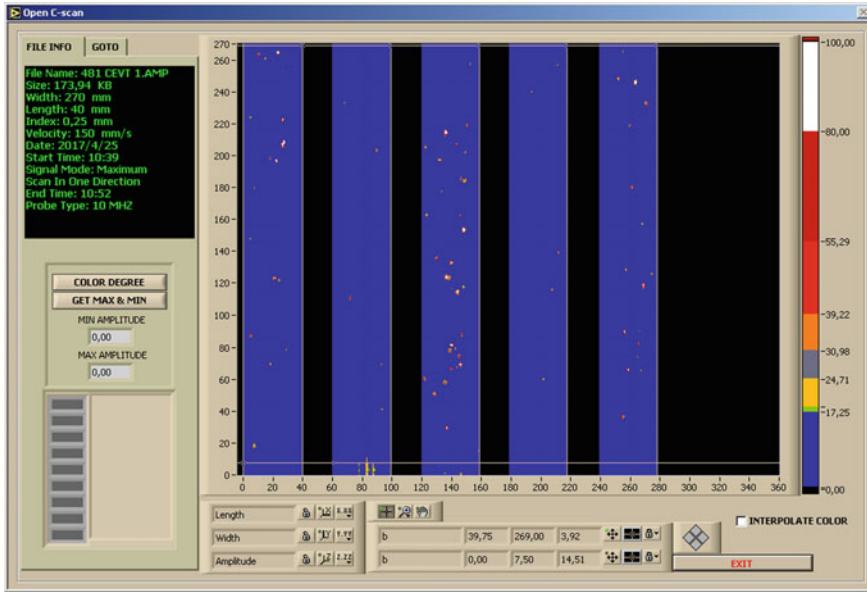 Open C-scan
FILE INFO GOTO
File Name: 481 CEVT 1.AMP
Size: 173,94 KB
Width: 270 mm
Length: 40 mm
Index: 0,25 mm
Velocity: 150 mm/s
Date: 2017/4/25
Start Time: 10:39
Signal Mode: Maximum
Scan In One Direction
End Time: 10:52
Probe Type: 10 MHZ
COLOR DEGREE
GET MAX & MIN
MIN AMPLITUDE
0,00
MAX AMPLITUDE
0,00
270
260
240
220
200
180
160
140
120
100
80
60
40
20
0
0 20 40 60 80 100 120 140 160 180 200 220 240 260 280 300 320 340 360
100,00
80,00
55,29
39,22
30,98
24,71
17,25
0,00
Length
Width
Amplitude
b 39,75 269,00 3,92
b 0,00 7,50 14,51
INTERPOLATE COLOR
EXIT